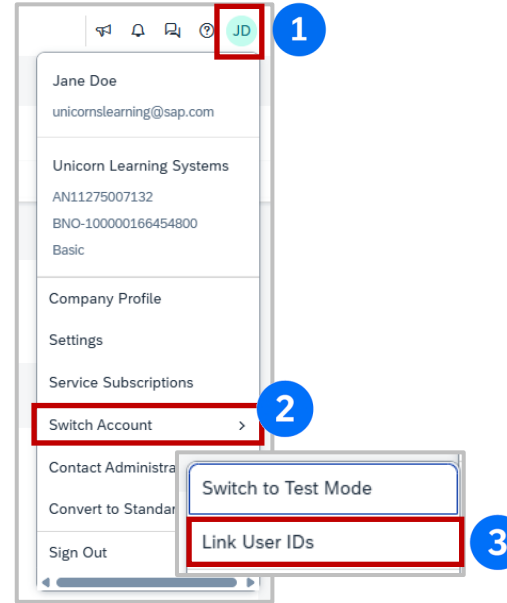 JD
1
Jane Doe
unicornslearning@sap.com
Unicorn Learning Systems
AN11275007132
BNO-100000166454800
Basic
Company Profile
Settings
Service Subscriptions
Switch Account >
2
Contact Administra
Convert to Standar
Sign Out
Switch to Test Mode
Link User IDs
3